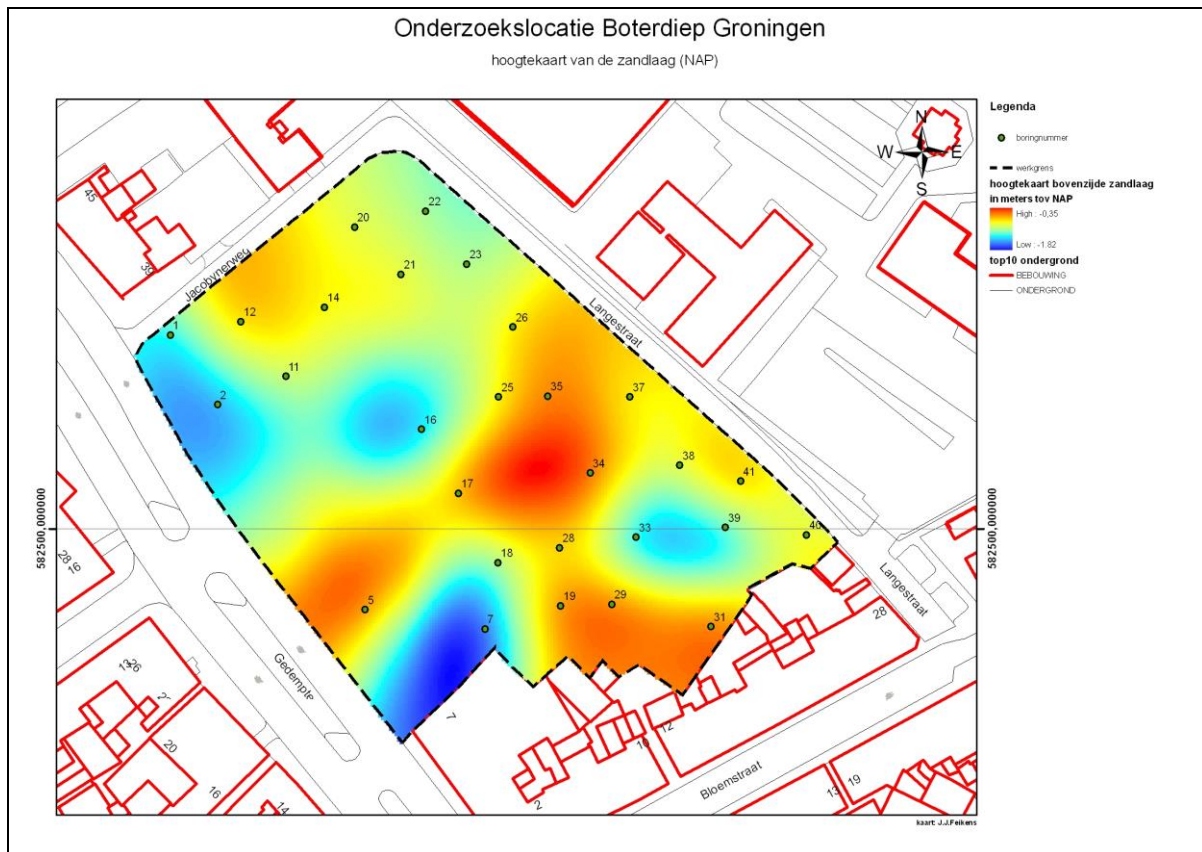 Onderzoekslocatie Boterdiep Groningen
hoogtekaart van de zandlaag (NAP)
Legenda
boringnummer
werkgrens
hoogtekaart bovenzijde zandlaag
in meters tov NAP
High : -0,35
Low : -1.82
top10 ondergrond
BEBOUWING
ONDERGROND
N
W
E
S
45
39
Jacobynerweg
22
20
23
21
14
12
1
26
Langestraat
11
2
25
35
37
16
34
38
41
17
582500,000000
582500,000000
39
40
33
28
18
19
29
5
7
31
Langestraat
28
28
16
Gedempte
7
20
16
14
10
12
2
Bloemstraat
13
19
kaart: J.J.Feikens